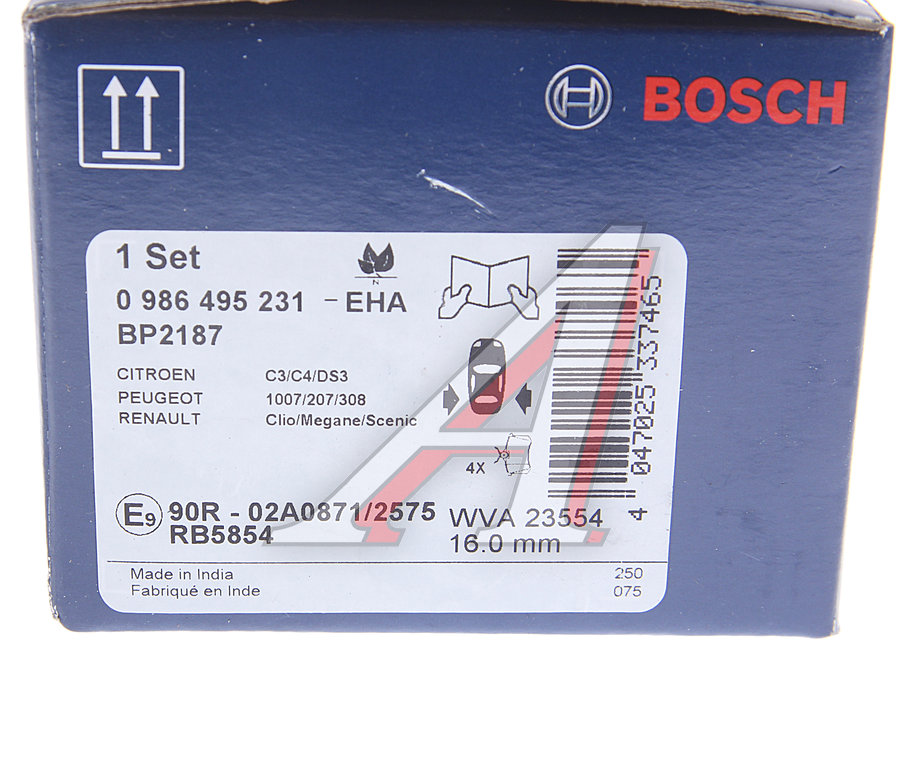 BOSCH
1 Set
0 986 495 231 - EHA
N
BP2187
CITROEN C3/C4/DS3
PEUGEOT 1007/207/308
RENAULT Clio/Megane/Scenic
4X
4 047025 337465
E9 90R - 02A0871/2575
RB5854
WVA 23554
16.0 mm
Made in India 250
Fabriqué en Inde 075